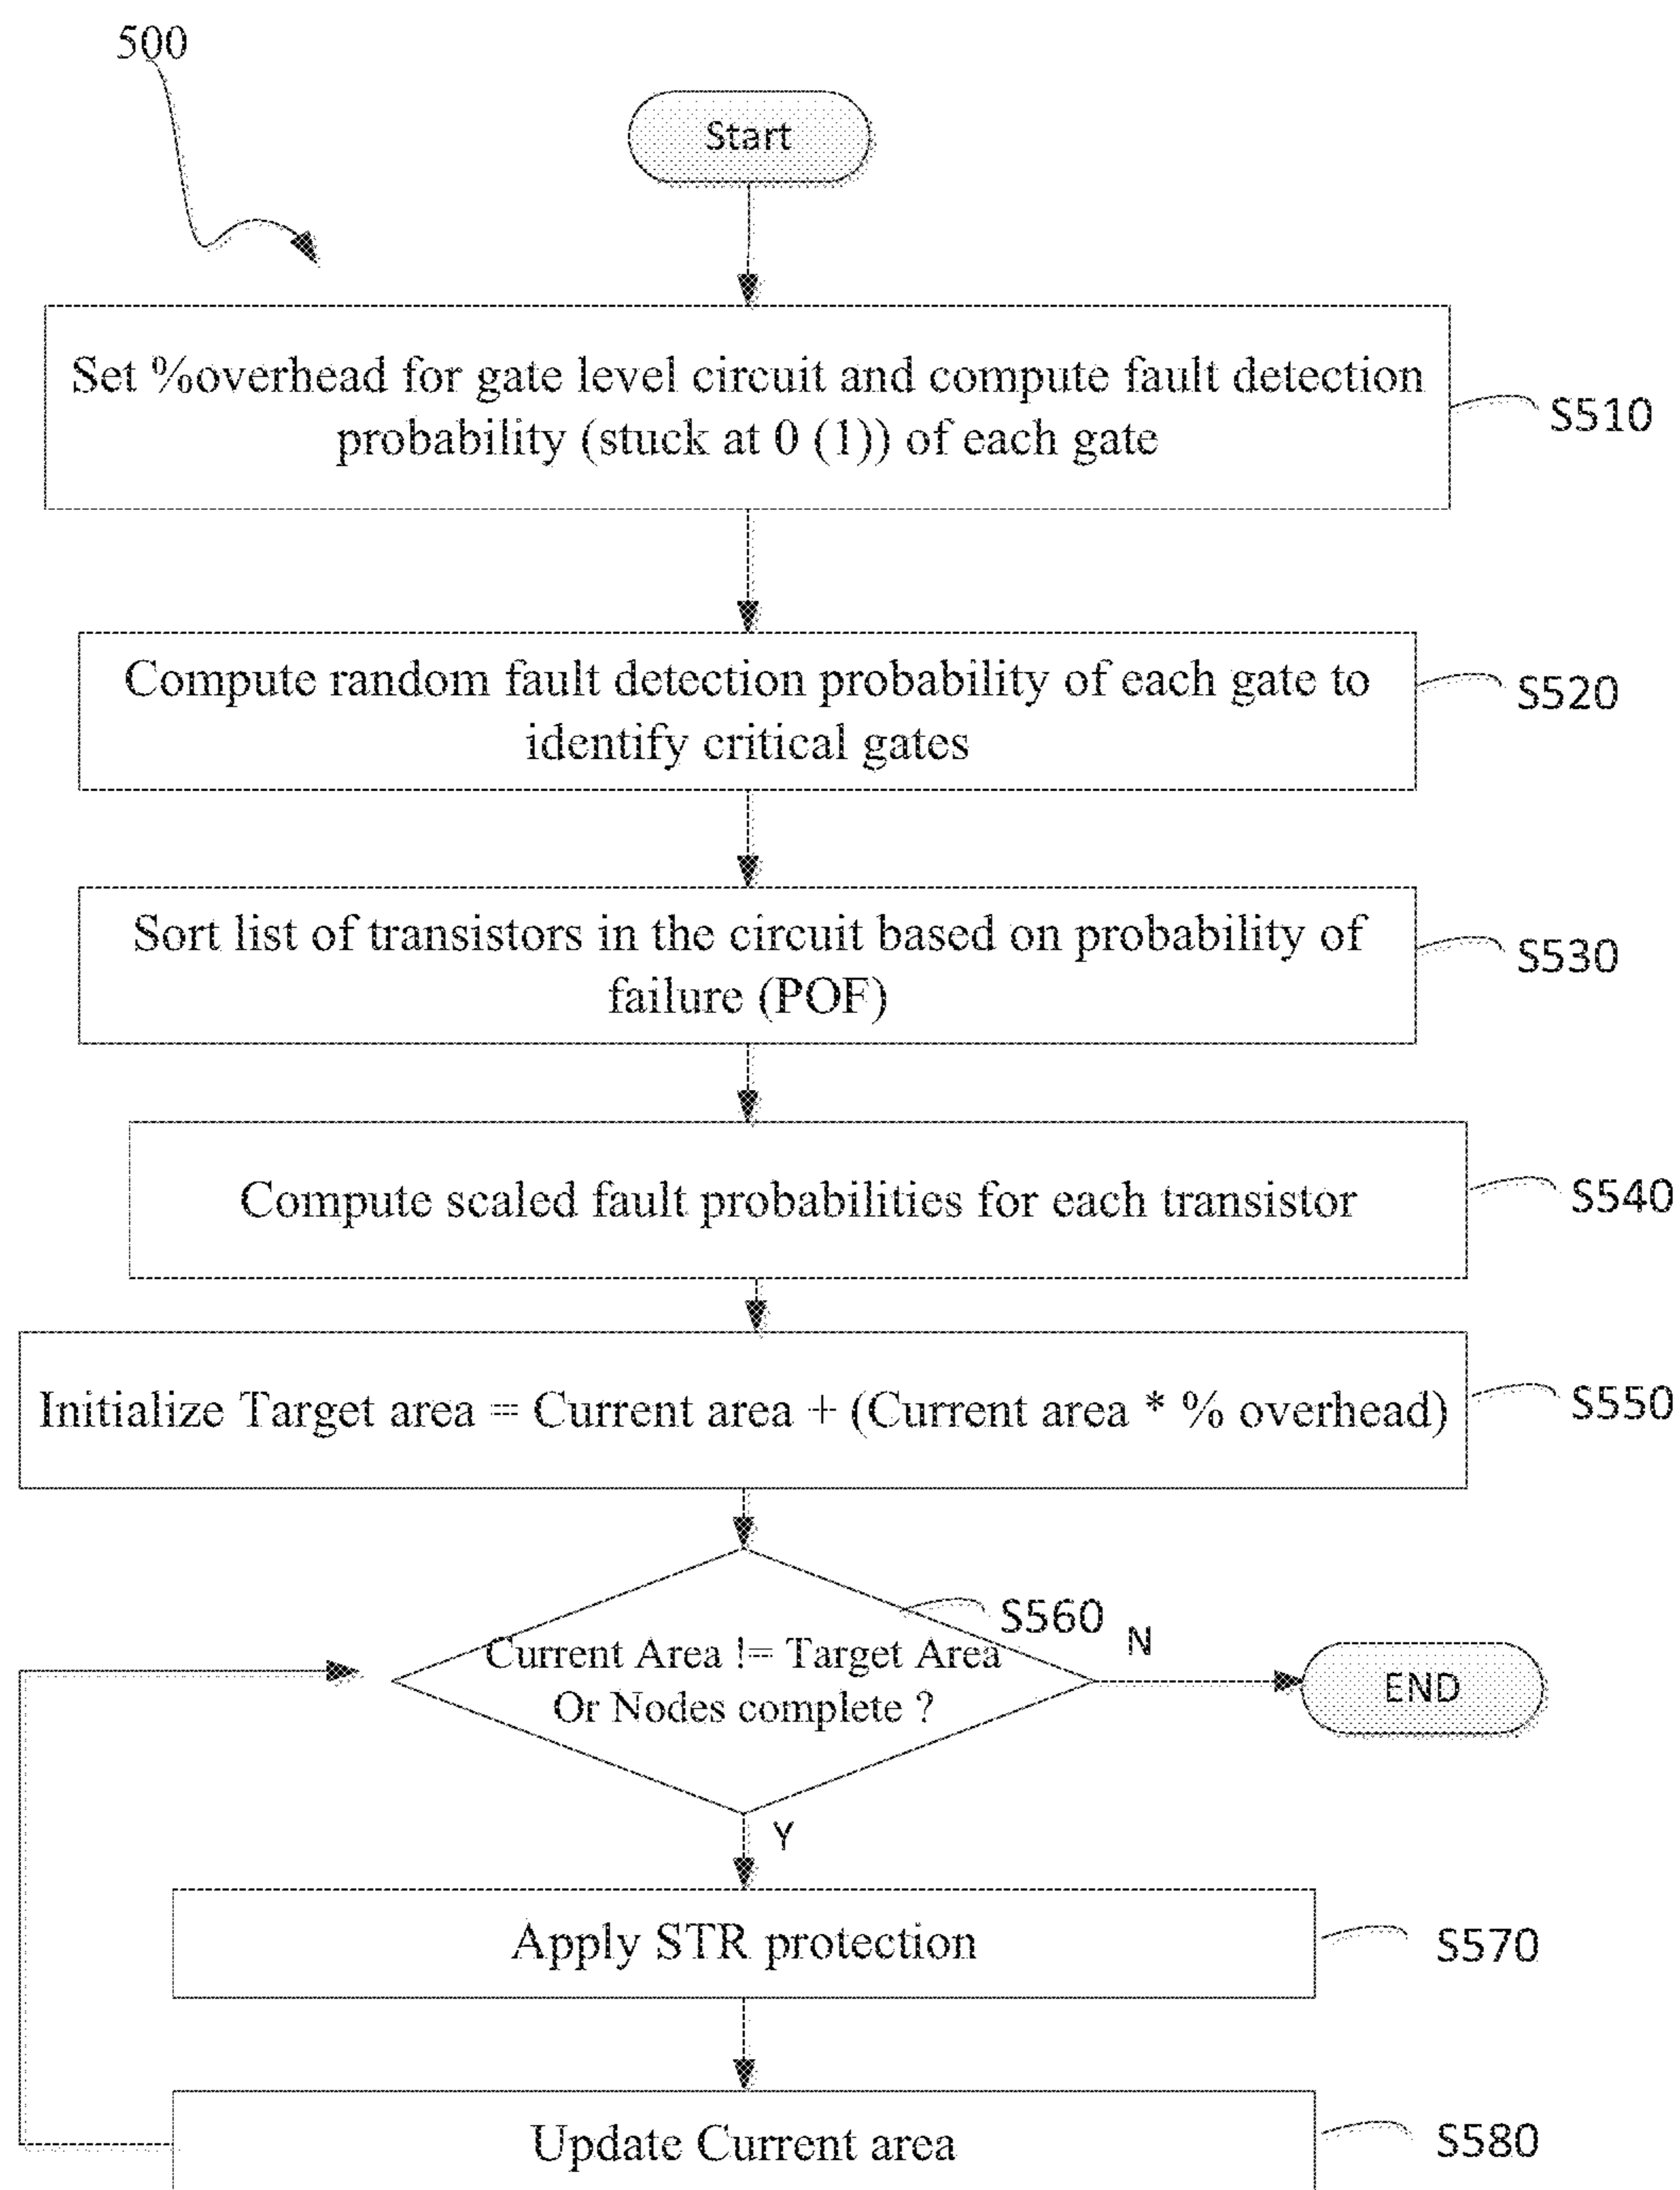 500
Start
Set %overhead for gate level circuit and compute fault detection
probability (stuck at 0 (1)) of each gate
S510
Compute random fault detection probability of each gate to
identify critical gates
S520
Sort list of transistors in the circuit based on probability of
failure (POF)
S530
Compute scaled fault probabilities for each transistor
S540
Initialize Target area = Current area + (Current area * % overhead)
S550
S560
Current Area != Target Area
Or Nodes complete ?
N
END
Y
Apply STR protection
S570
Update Current area
S580